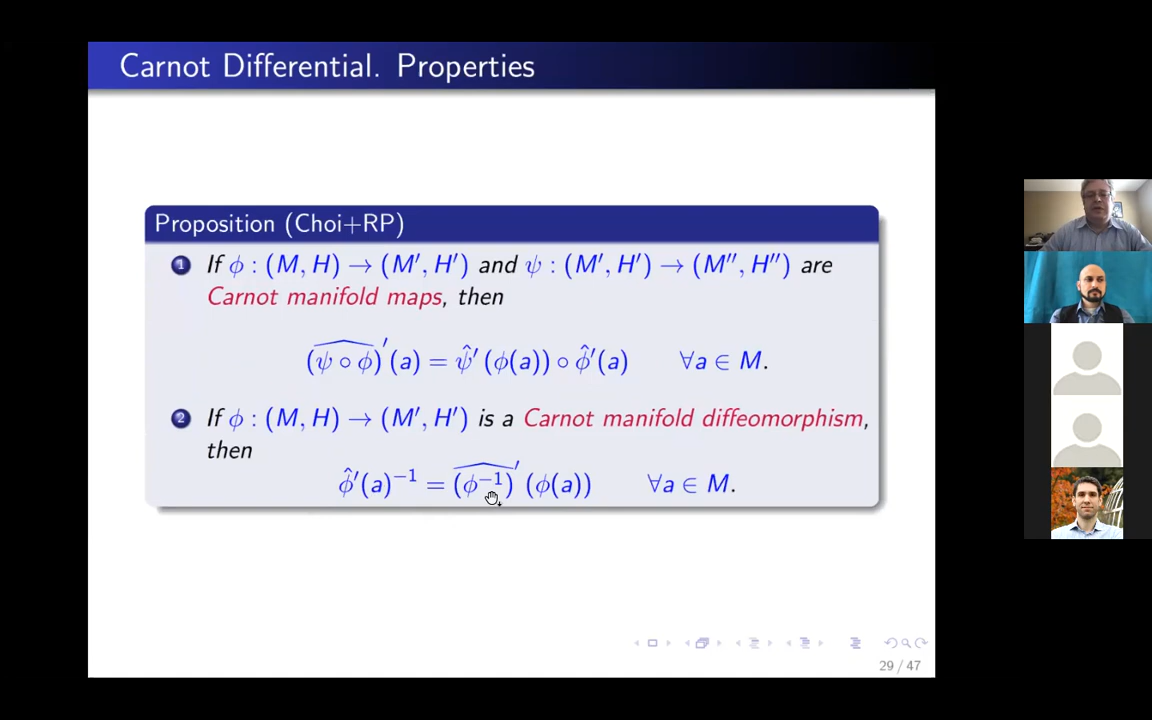 Carnot Differential. Properties
Proposition (Choi+RP)
1 If ϕ : (M, H) → (M′, H′) and ψ : (M′, H′) → (M″, H″) are
Carnot manifold maps, then
(ψ ∘ ϕ)̂′(a) = ψ̂′(ϕ(a)) ∘ ϕ̂′(a) ∀a ∈ M.
2 If ϕ : (M, H) → (M′, H′) is a Carnot manifold diffeomorphism,
then
ϕ̂′(a)⁻¹ = (ϕ⁻¹)̂′(ϕ(a)) ∀a ∈ M.
29 / 47